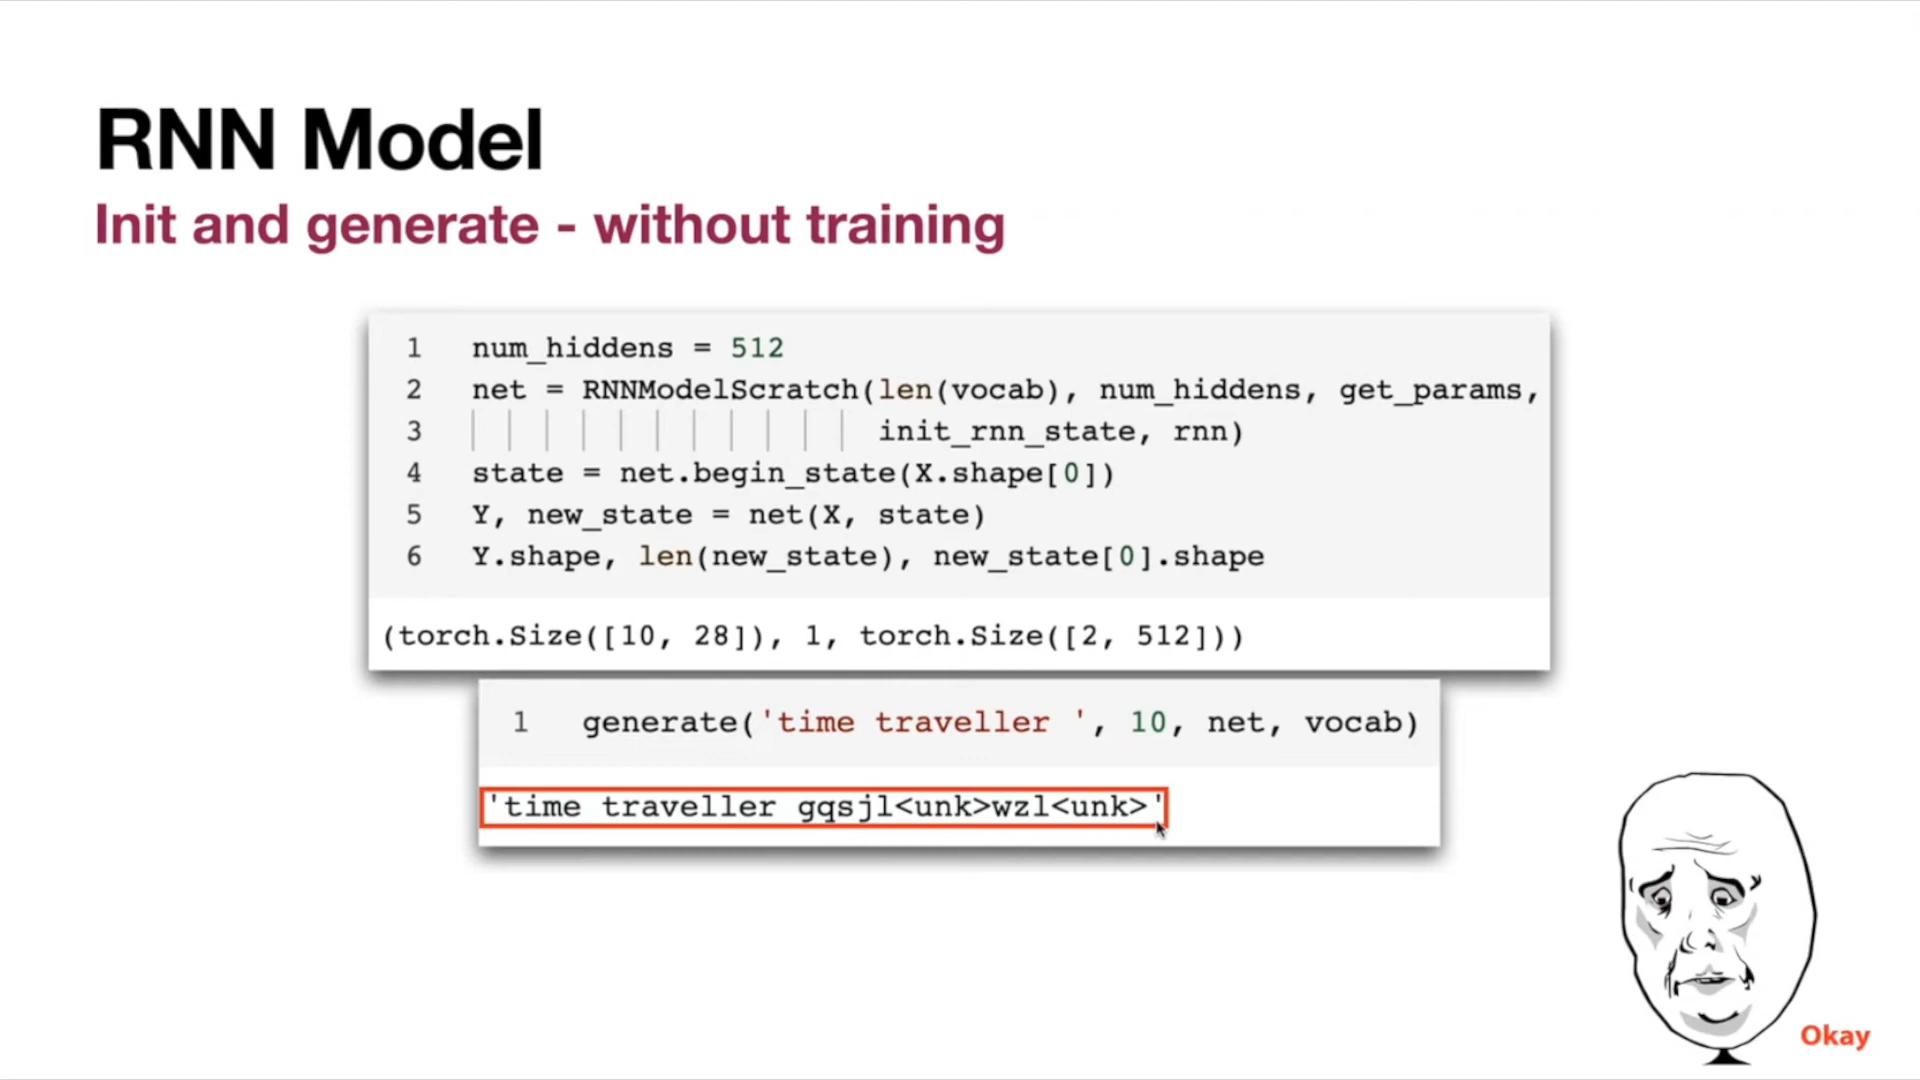 RNN Model
Init and generate - without training
1 num_hiddens = 512
2 net = RNNModelScratch(len(vocab), num_hiddens, get_params,
3 init_rnn_state, rnn)
4 state = net.begin_state(X.shape[0])
5 Y, new_state = net(X, state)
6 Y.shape, len(new_state), new_state[0].shape
(torch.Size([10, 28]), 1, torch.Size([2, 512]))
1 generate('time traveller ', 10, net, vocab)
'time traveller gqsjl<unk>wzl<unk>'
Okay